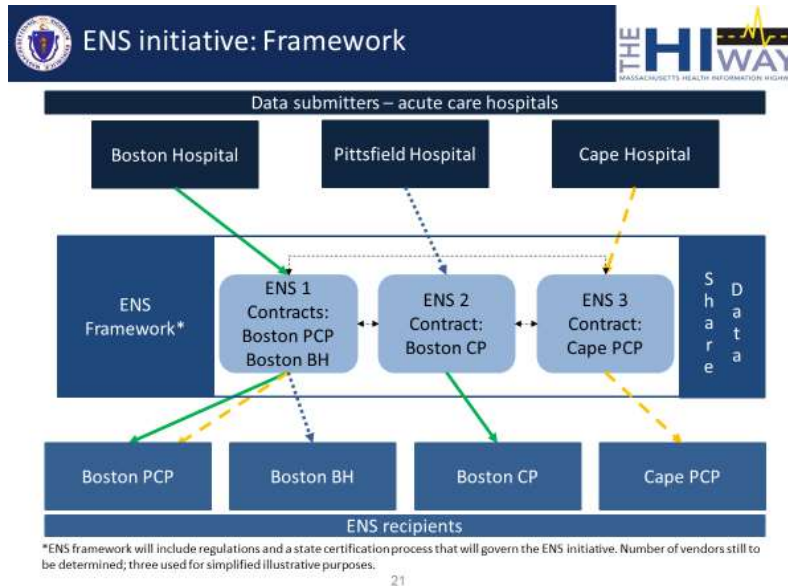 ENS initiative: Framework
THE HIWAY
MASSACHUSETTS HEALTH INFORMATION HIGHWAY
Data submitters – acute care hospitals
Boston Hospital
Pittsfield Hospital
Cape Hospital
ENS
Framework*
ENS 1
Contracts:
Boston PCP
Boston BH
ENS 2
Contract:
Boston CP
ENS 3
Contract:
Cape PCP
Share
Data
Boston PCP
Boston BH
Boston CP
Cape PCP
ENS recipients
*ENS framework will include regulations and a state certification process that will govern the ENS initiative. Number of vendors still to
be determined; three used for simplified illustrative purposes.
21